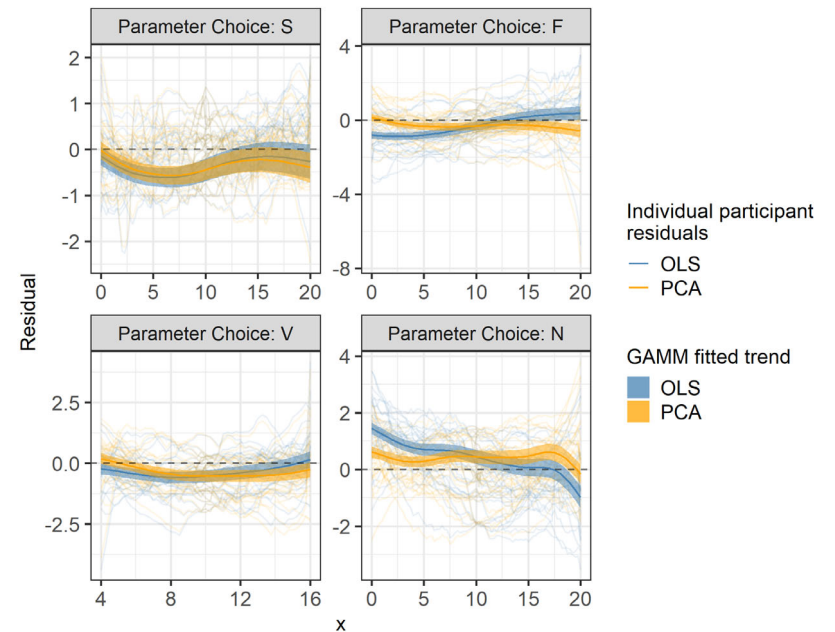 Parameter Choice: S
Parameter Choice: F
2
1
0
-1
-2
0 5 10 15 20
4
0
-4
-8
0 5 10 15 20
Residual
Parameter Choice: V
Parameter Choice: N
2.5
0.0
-2.5
4 8 12 16
4
2
0
-2
0 5 10 15 20
x
Individual participant
residuals
OLS
PCA
GAMM fitted trend
OLS
PCA